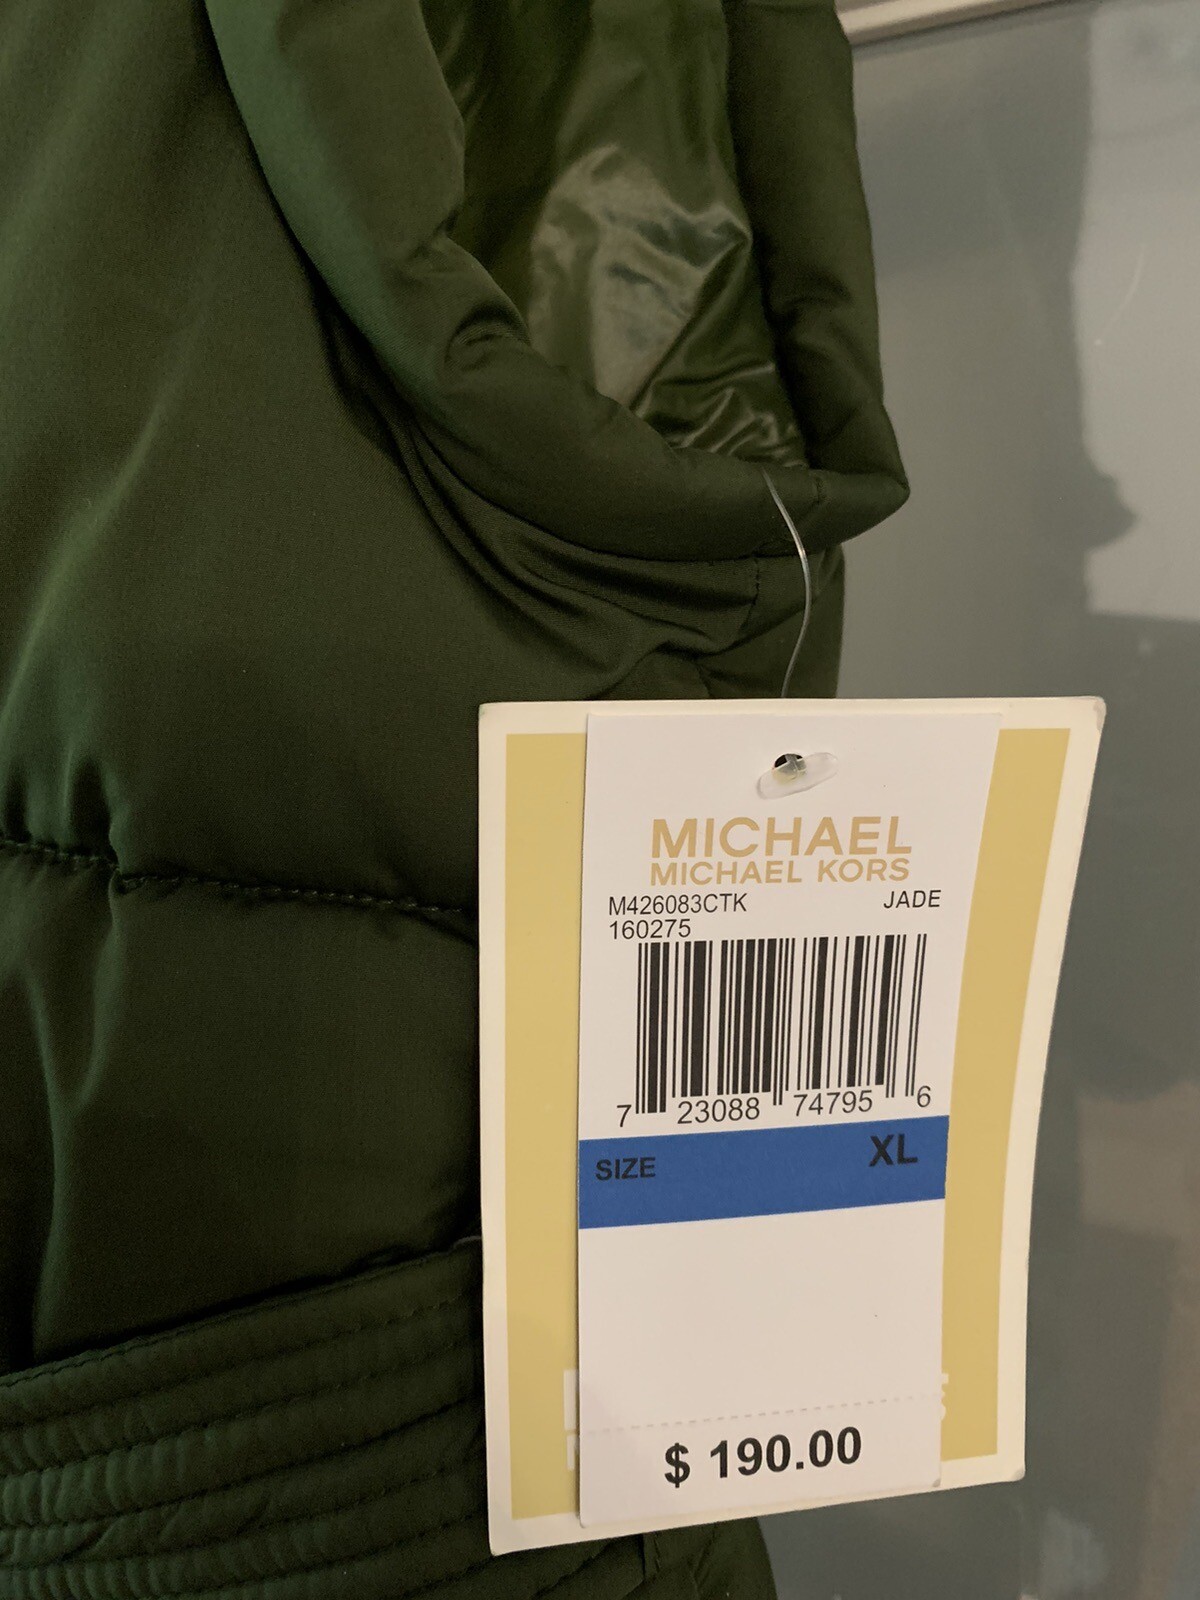 MICHAEL
MICHAEL KORS
M426083CTK JADE
160275
7 23088 74795 6
SIZE XL
$ 190.00